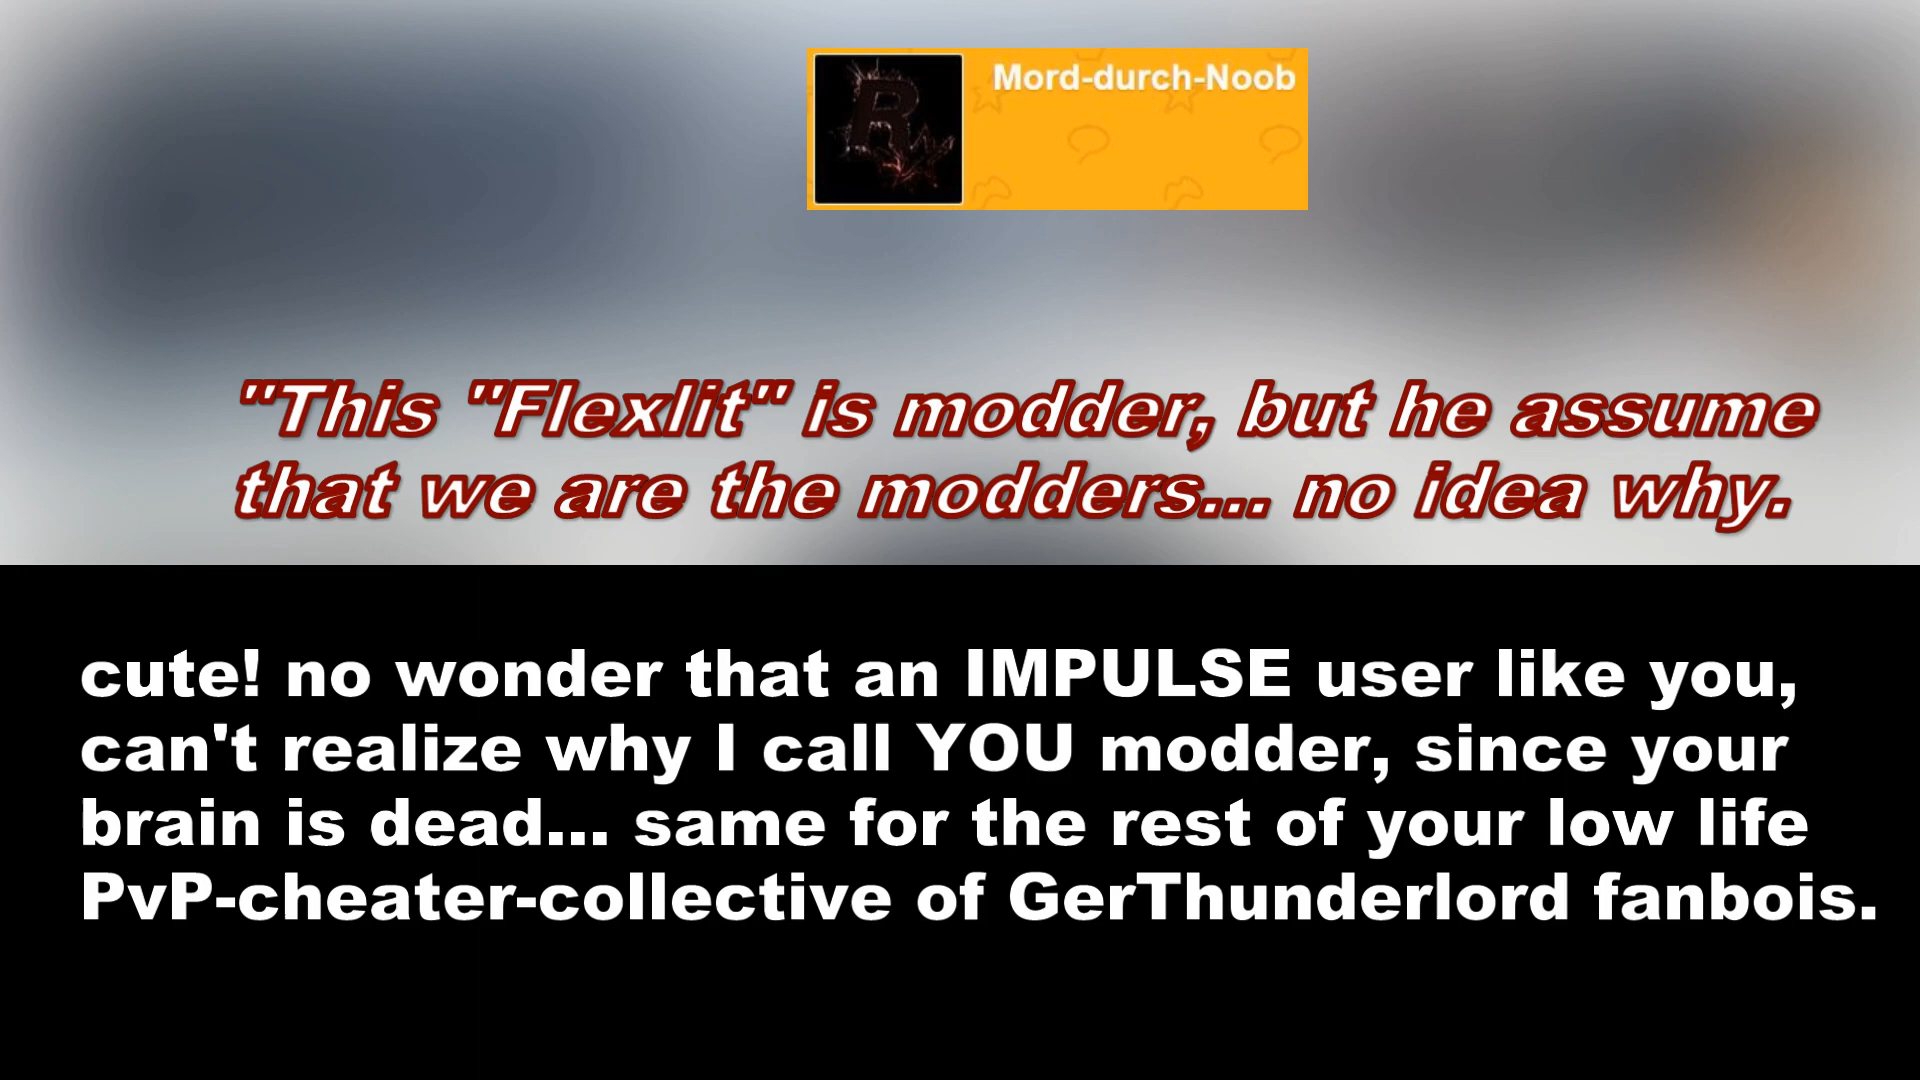 Mord-durch-Noob
"This "Flexlit" is modder, but he assume
that we are the modders... no idea why.
cute! no wonder that an IMPULSE user like you,
can't realize why I call YOU modder, since your
brain is dead... same for the rest of your low life
PvP-cheater-collective of GerThunderlord fanbois.